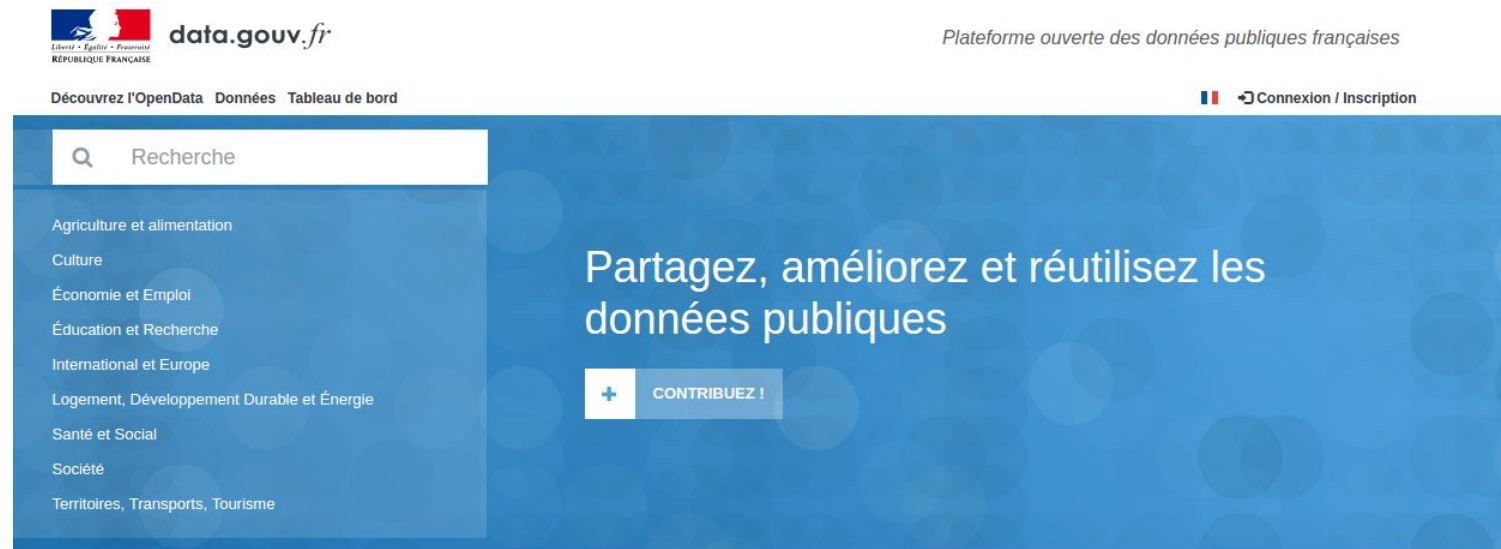 Liberté • Égalité • Fraternité
RÉPUBLIQUE FRANÇAISE
data.gouv.fr
Plateforme ouverte des données publiques françaises
Découvrez l'OpenData Données Tableau de bord
Connexion / Inscription
Recherche
Agriculture et alimentation
Culture
Économie et Emploi
Éducation et Recherche
International et Europe
Logement, Développement Durable et Énergie
Santé et Social
Société
Territoires, Transports, Tourisme
Partagez, améliorez et réutilisez les
données publiques
CONTRIBUEZ !